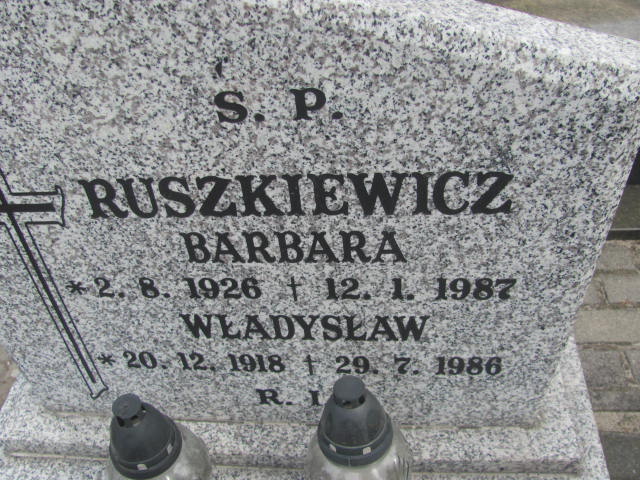 Ś. P.
RUSZKIEWICZ
BARBARA
* 2. 8. 1926 † 12. 1. 1987
WŁADYSŁAW
* 20. 12. 1918 † 29. 7. 1986
R. I.